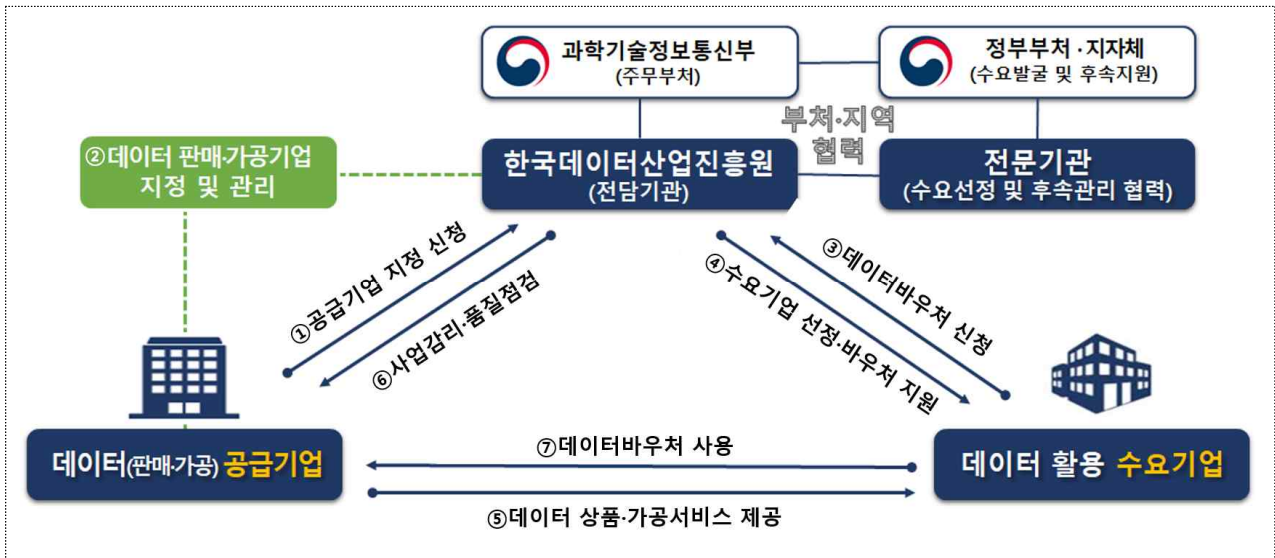 과학기술정보통신부
(주무부처)
정부부처 · 지자체
(수요발굴 및 후속지원)
부처·지역
협력
②데이터 판매·가공기업
지정 및 관리
한국데이터산업진흥원
(전담기관)
전문기관
(수요선정 및 후속관리 협력)
①공급기업 지정 신청
⑥사업감리·품질점검
③데이터바우처 신청
④수요기업 선정·바우처 지원
데이터(판매·가공) 공급기업
⑦데이터바우처 사용
⑤데이터 상품·가공서비스 제공
데이터 활용 수요기업